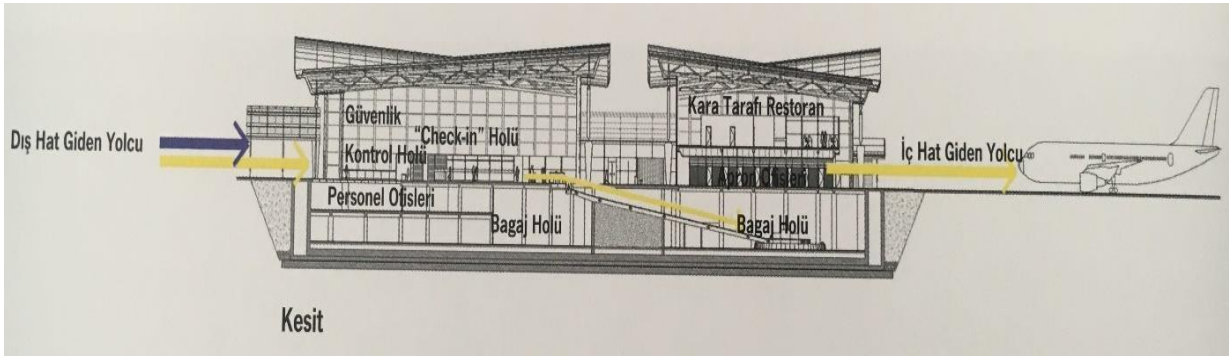 Dış Hat Giden Yolcu
Güvenlik
Kontrol Holü
"Check-in" Holü
Personel Ofisleri
Bagaj Holü
Kara Tarafı Restoran
Apron Ofisleri
Bagaj Holü
İç Hat Giden Yolcu
Kesit